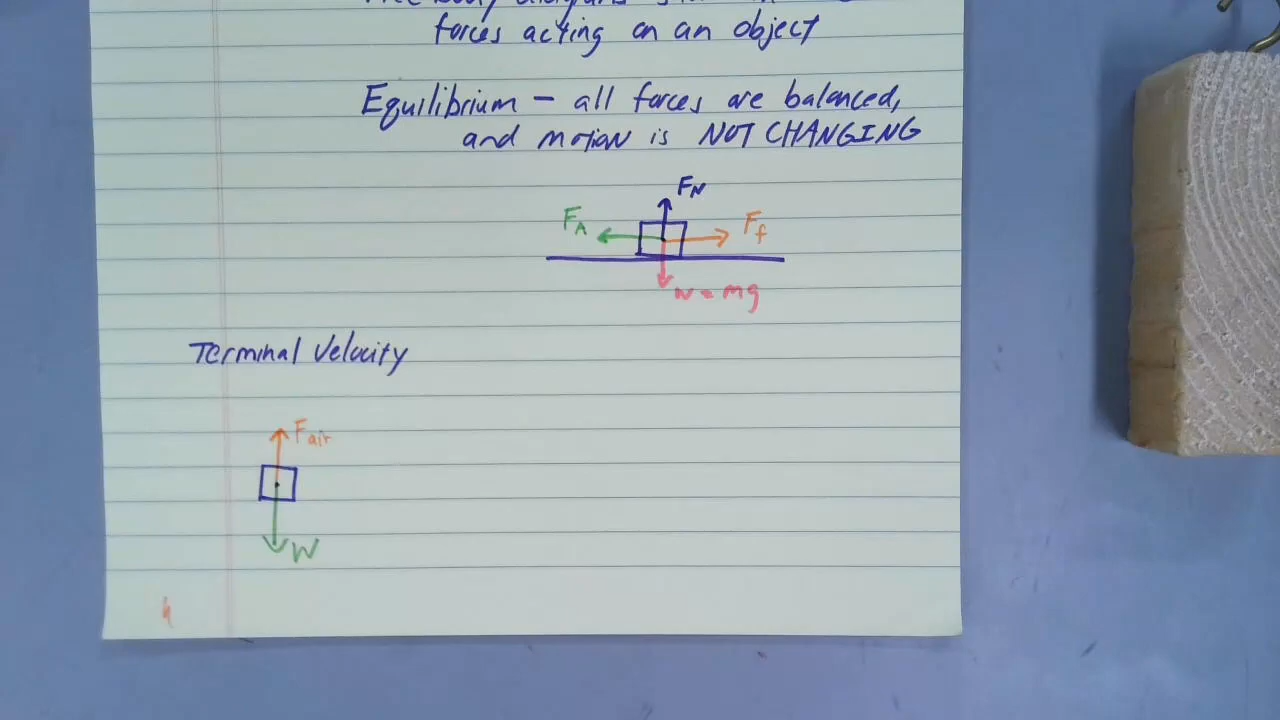 forces acting on an object
Equilibrium - all forces are balanced,
and motion is NOT CHANGING
FN
FA
Ff
W = mg
Terminal Velocity
Fair
W